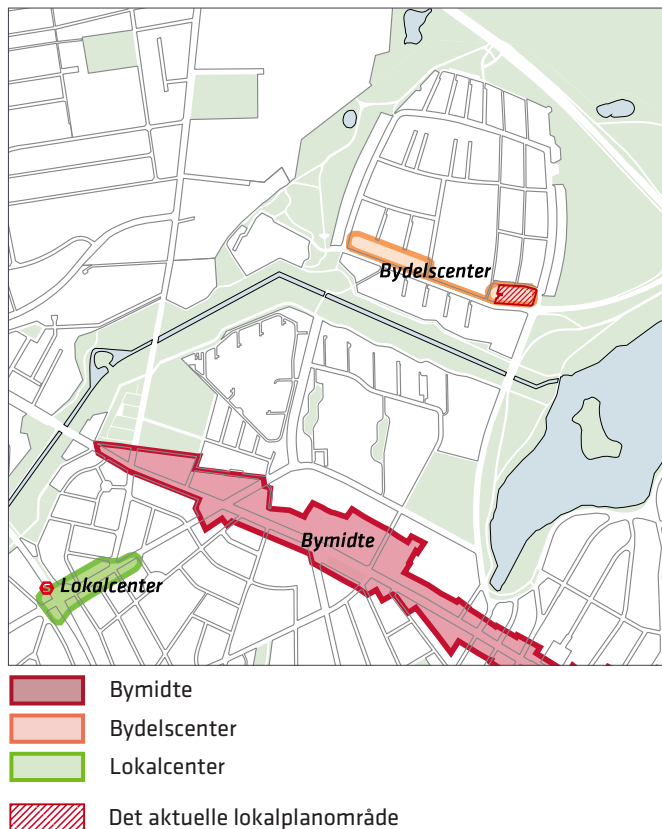 Bydelscenter
Bymidte
S Lokalcenter
Bymidte
Bydelscenter
Lokalcenter
Det aktuelle lokalplanområde